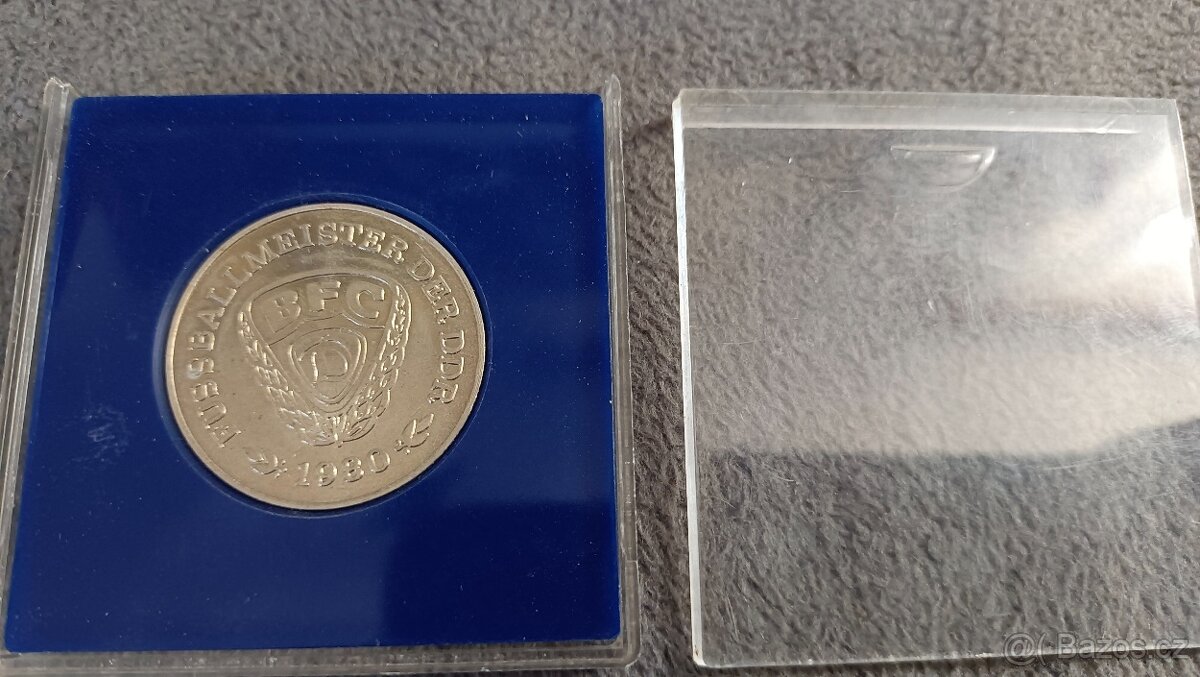 FUSSBALLMEISTER DER DDR
BFC
D
1980
@( Bazos.cz